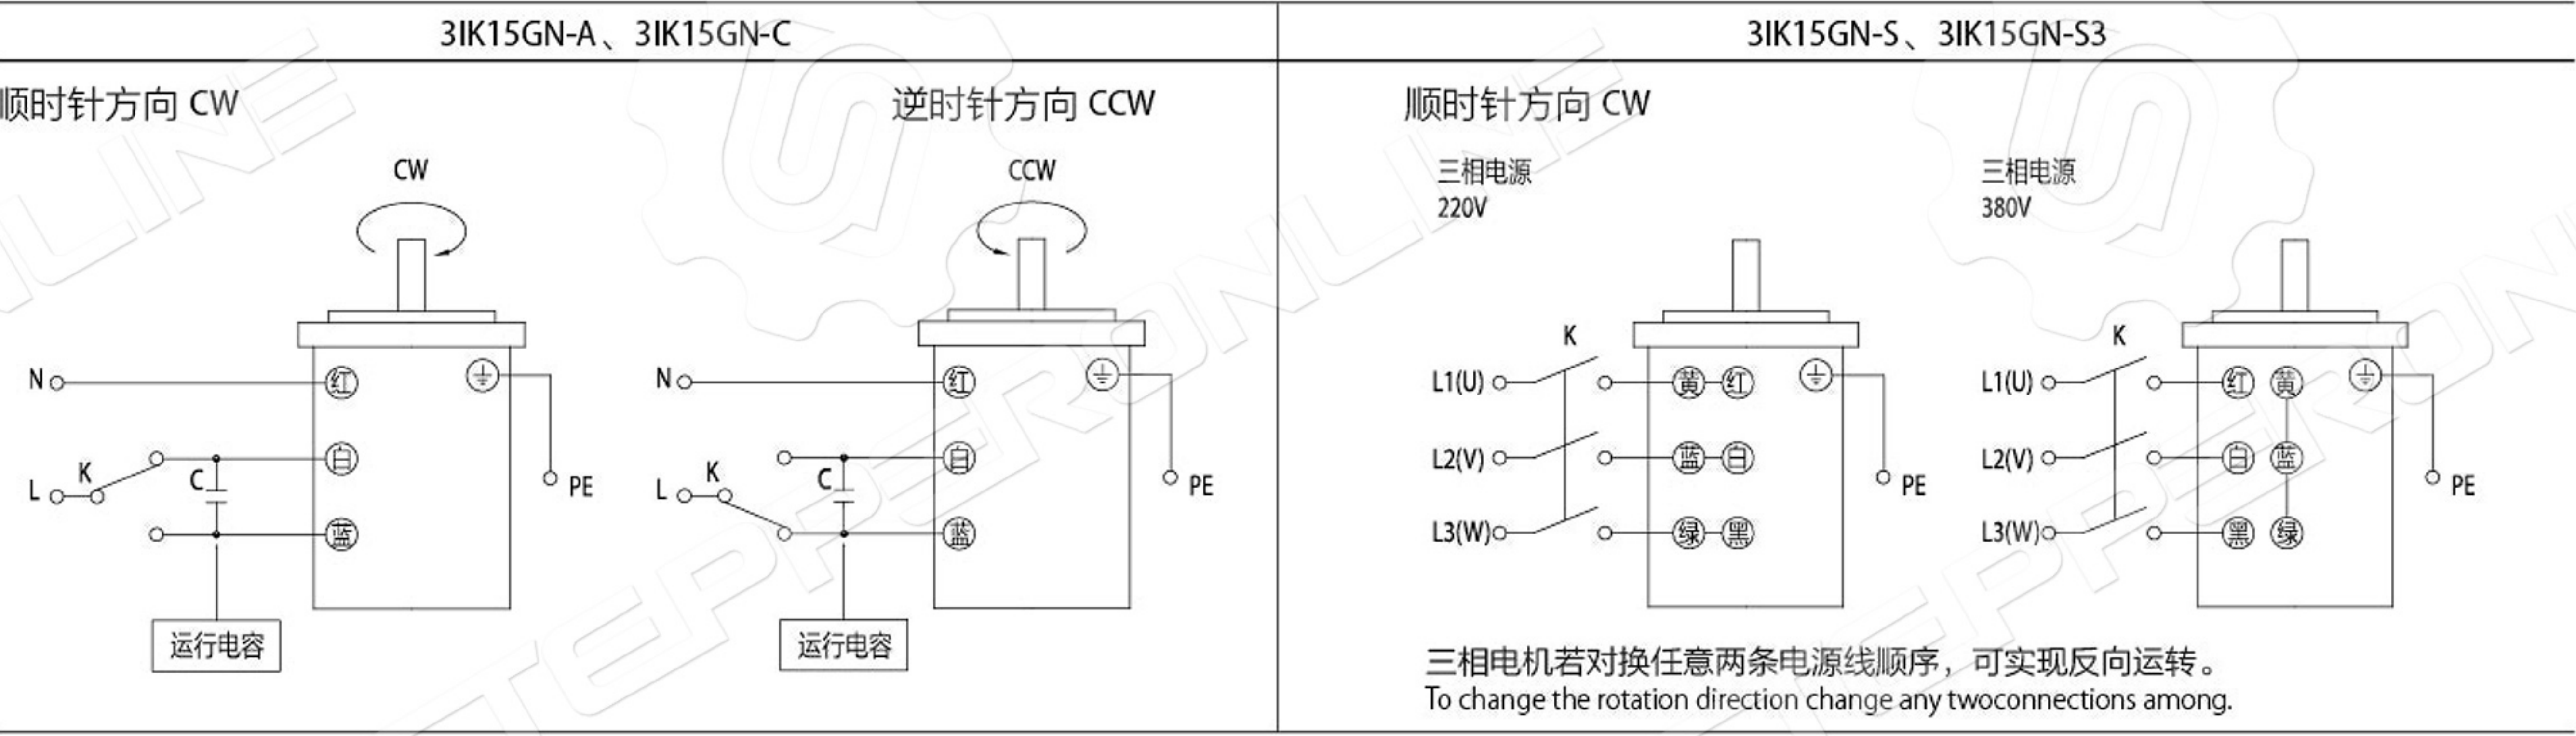 3IK15GN-A、3IK15GN-C
3IK15GN-S、3IK15GN-S3
顺时针方向 CW
逆时针方向 CCW
CW
CCW
N
红
白
L
K
C
蓝
PE
运行电容
N
红
白
L
K
C
蓝
PE
运行电容
顺时针方向 CW
三相电源
220V
K
L1(U)
黄 红
L2(V)
蓝 白
L3(W)
绿 黑
PE
三相电源
380V
K
L1(U)
红 黄
L2(V)
白 蓝
L3(W)
黑 绿
PE
三相电机若对换任意两条电源线顺序，可实现反向运转。
To change the rotation direction change any twoconnections among.
STEPPERONLINE